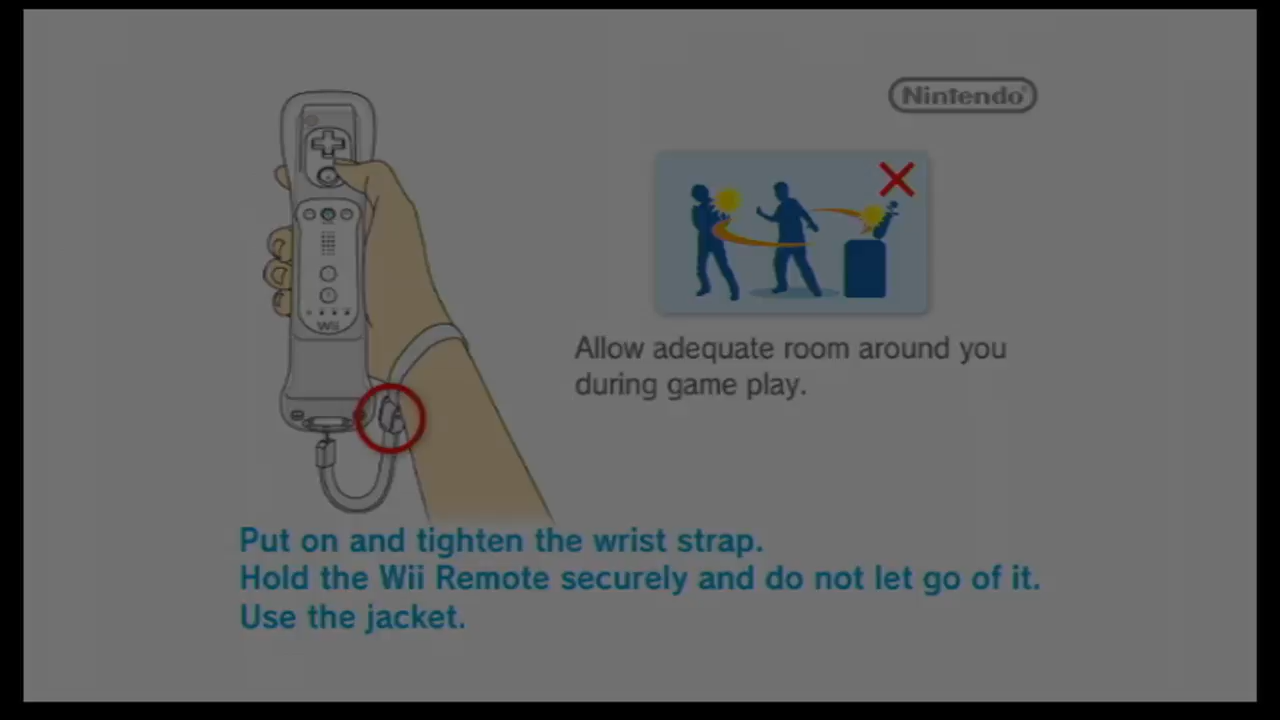 Nintendo
Wii
Allow adequate room around you
during game play.
Put on and tighten the wrist strap.
Hold the Wii Remote securely and do not let go of it.
Use the jacket.